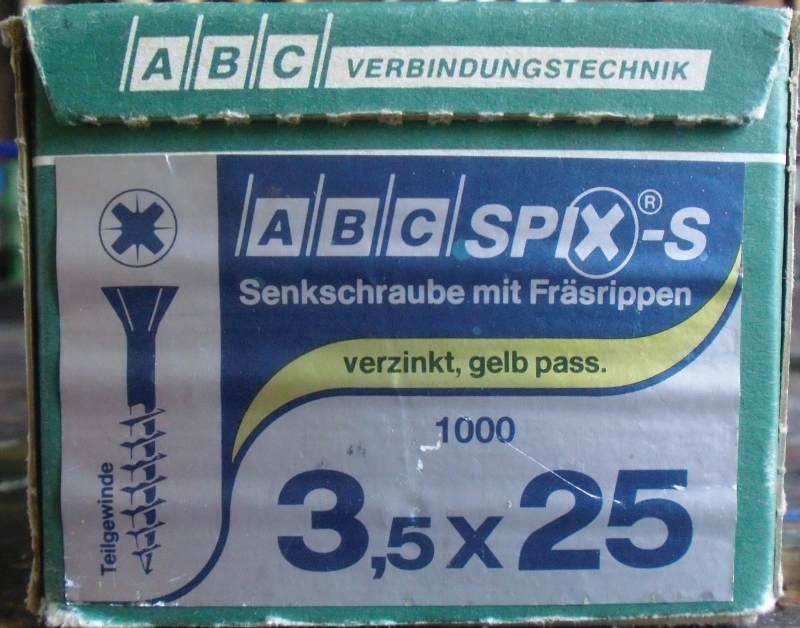 ABC VERBINDUNGSTECHNIK
ABC SPIX®-S
Senkschraube mit Fräsrippen
verzinkt, gelb pass.
1000
3,5 x 25
Teilgewinde